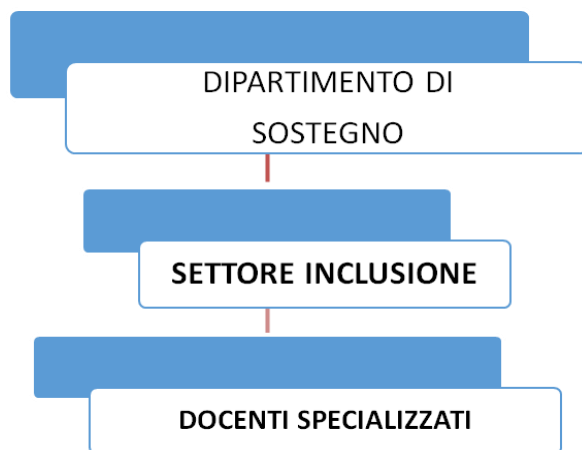 DIPARTIMENTO DI
SOSTEGNO
SETTORE INCLUSIONE
DOCENTI SPECIALIZZATI